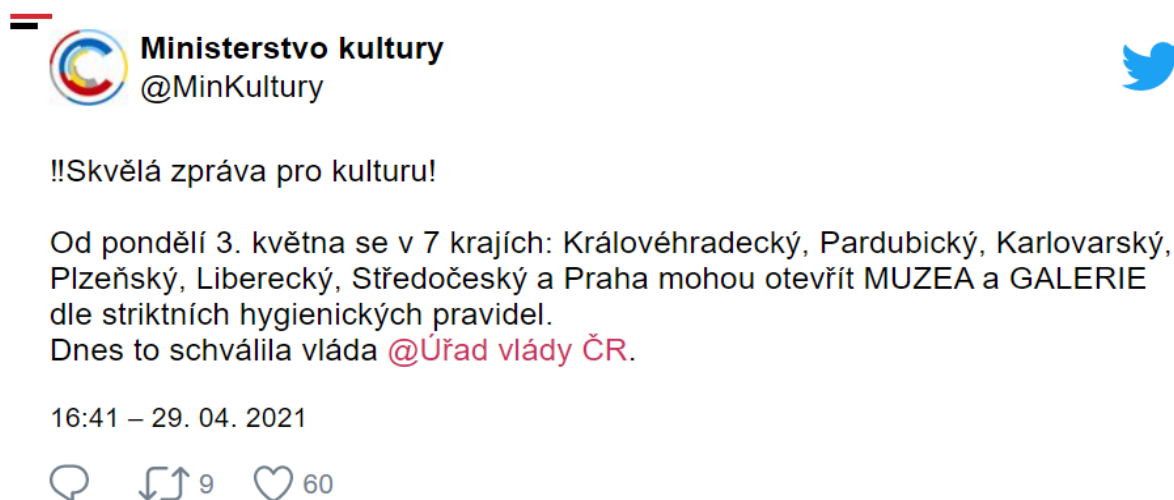 Ministerstvo kultury
@MinKultury
‼Skvělá zpráva pro kulturu!
Od pondělí 3. května se v 7 krajích: Královéhradecký, Pardubický, Karlovarský,
Plzeňský, Liberecký, Středočeský a Praha mohou otevřít MUZEA a GALERIE
dle striktních hygienických pravidel.
Dnes to schválila vláda @Úřad vlády ČR.
16:41 – 29. 04. 2021
9 60